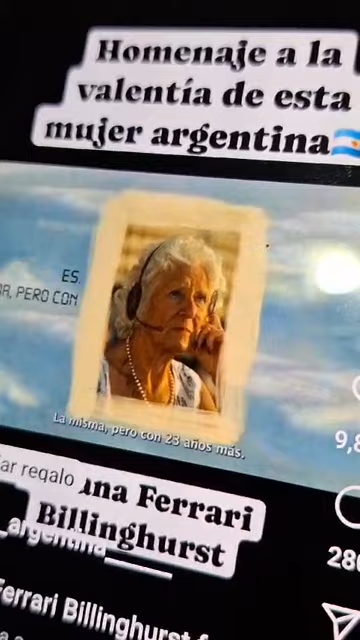 Homenaje a la
valentía de esta
mujer argentina🇦🇷
ES.
PERO CON
La misma, pero con 23 años más.
ar regalo
na Ferrari
Billinghurst
_argentina
9,8
280
Ferrari Billinghurst